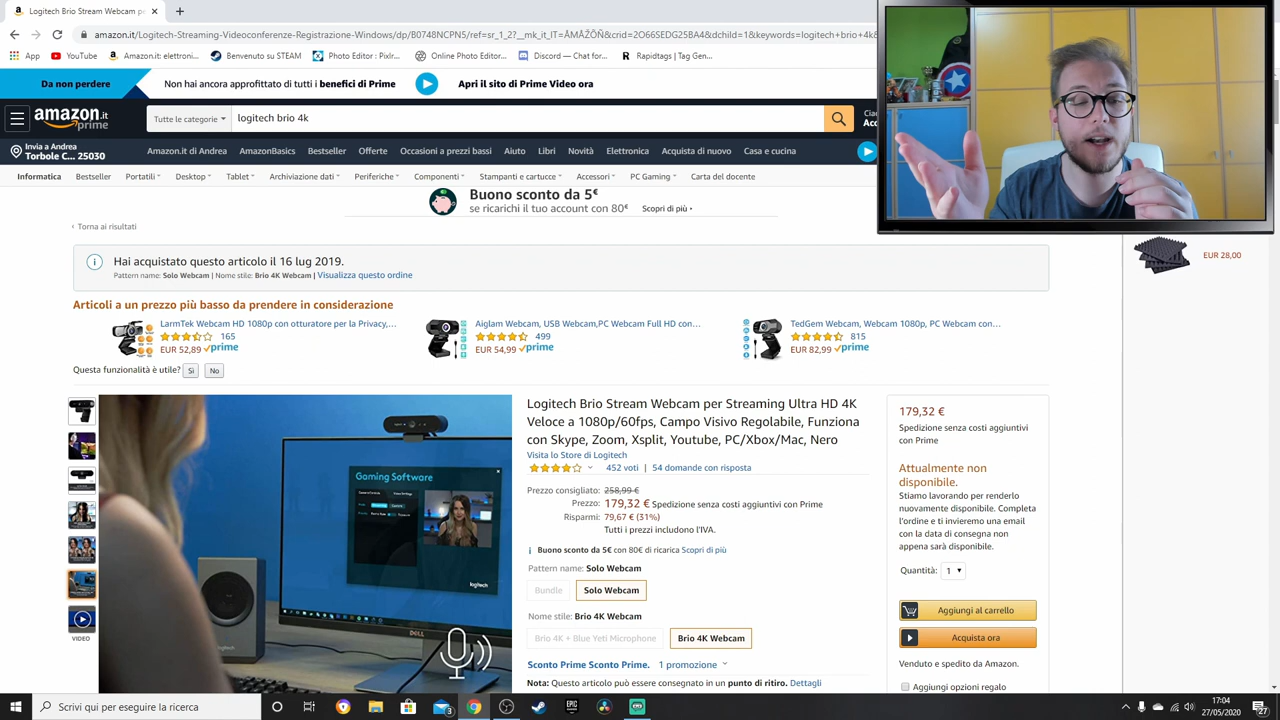 Logitech Brio Stream Webcam per
amazon.it/Logitech-Streaming-Videoconferenze-Registrazione-Windows/dp/B0748NCPN5/ref=sr_1_2?__mk_it_IT=ÅMÅŽÕÑ&crid=2O66SEDG25BA4&dchild=1&keywords=logitech+brio+4k&
App
YouTube
Amazon.it: elettroni...
Benvenuto su STEAM
Photo Editor : Pixlr...
Online Photo Editor...
Discord — Chat for...
Rapidtags | Tag Gen...
Da non perdere
Non hai ancora approfittato di tutti i benefici di Prime
Apri il sito di Prime Video ora
amazon.it
prime
Tutte le categorie
logitech brio 4k
Cia
Acc
Invia a Andrea
Torbole C... 25030
Amazon.it di Andrea
AmazonBasics
Bestseller
Offerte
Occasioni a prezzi bassi
Aiuto
Libri
Novità
Elettronica
Acquista di nuovo
Casa e cucina
Informatica
Bestseller
Portatili
Desktop
Tablet
Archiviazione dati
Periferiche
Componenti
Stampanti e cartucce
Accessori
PC Gaming
Carta del docente
Buono sconto da 5€
se ricarichi il tuo account con 80€
Scopri di più
‹ Torna ai risultati
Hai acquistato questo articolo il 16 lug 2019.
Pattern name: Solo Webcam | Nome stile: Brio 4K Webcam | Visualizza questo ordine
EUR 28,00
Articoli a un prezzo più basso da prendere in considerazione
LarmTek Webcam HD 1080p con otturatore per la Privacy,...
165
EUR 52,89 prime
Aiglam Webcam, USB Webcam,PC Webcam Full HD con...
499
EUR 54,99 prime
TedGem Webcam, Webcam 1080p, PC Webcam con...
815
EUR 82,99 prime
Questa funzionalità è utile? Sì No
VIDEO
Gaming Software
logitech
DELL
logitech
Logitech Brio Stream Webcam per Streaming Ultra HD 4K
Veloce a 1080p/60fps, Campo Visivo Regolabile, Funziona
con Skype, Zoom, Xsplit, Youtube, PC/Xbox/Mac, Nero
Visita lo Store di Logitech
452 voti | 54 domande con risposta
Prezzo consigliato: 258,99 €
Prezzo: 179,32 € Spedizione senza costi aggiuntivi con Prime
Risparmi: 79,67 € (31%)
Tutti i prezzi includono l'IVA.
Buono sconto da 5€ con 80€ di ricarica Scopri di più
Pattern name: Solo Webcam
Bundle
Solo Webcam
Nome stile: Brio 4K Webcam
Brio 4K + Blue Yeti Microphone
Brio 4K Webcam
Sconto Prime Sconto Prime. 1 promozione
Nota: Questo articolo può essere consegnato in un punto di ritiro. Dettagli
179,32 €
Spedizione senza costi aggiuntivi
con Prime
Attualmente non
disponibile.
Stiamo lavorando per renderlo
nuovamente disponibile. Completa
l'ordine e ti invieremo una email
con la data di consegna non
appena sarà disponibile.
Quantità: 1
Aggiungi al carrello
Acquista ora
Venduto e spedito da Amazon.
Aggiungi opzioni regalo
Scrivi qui per eseguire la ricerca
EPIC
17:04
27/05/2020
27